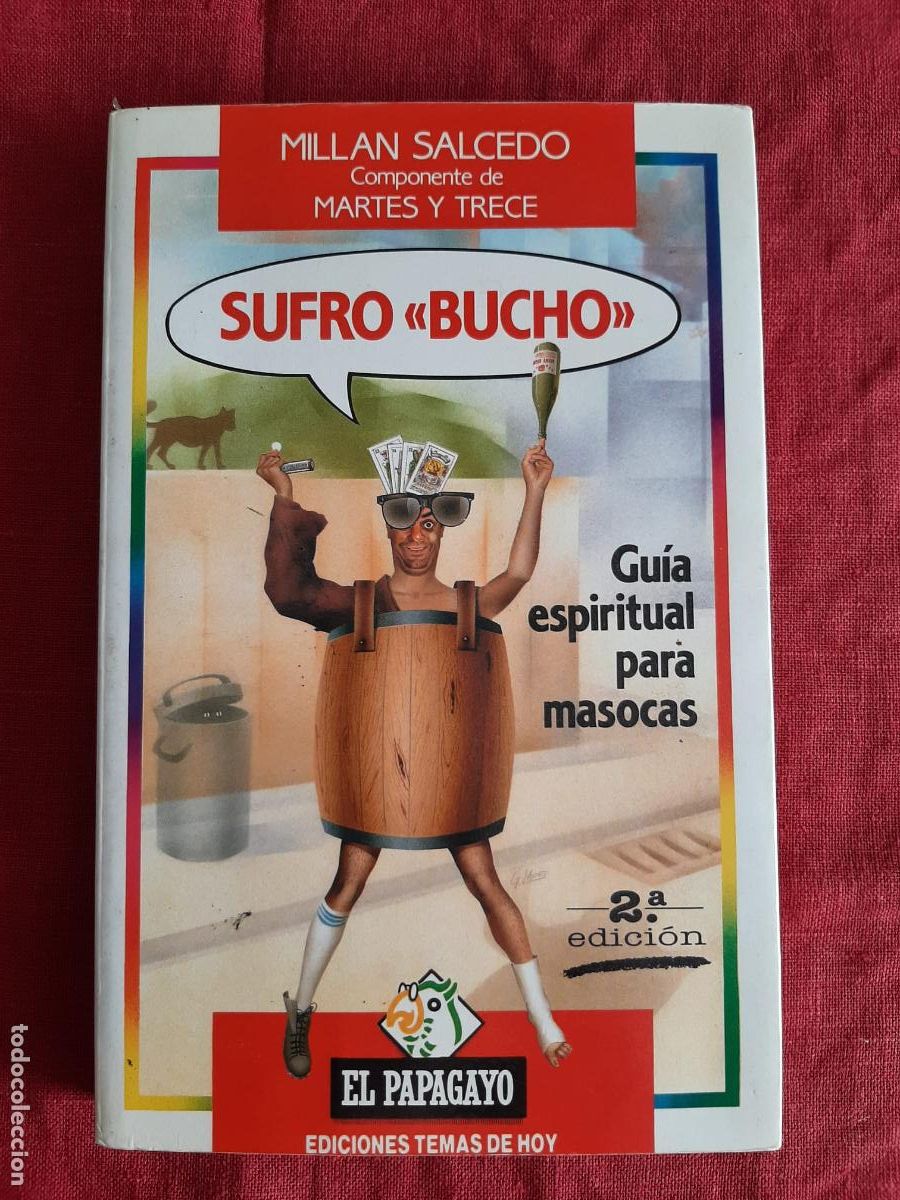 MILLAN SALCEDO
Componente de
MARTES Y TRECE
SUFRO «BUCHO»
Guía
espiritual
para
masocas
2.ª
edición
EL PAPAGAYO
EDICIONES TEMAS DE HOY
todocoleccion